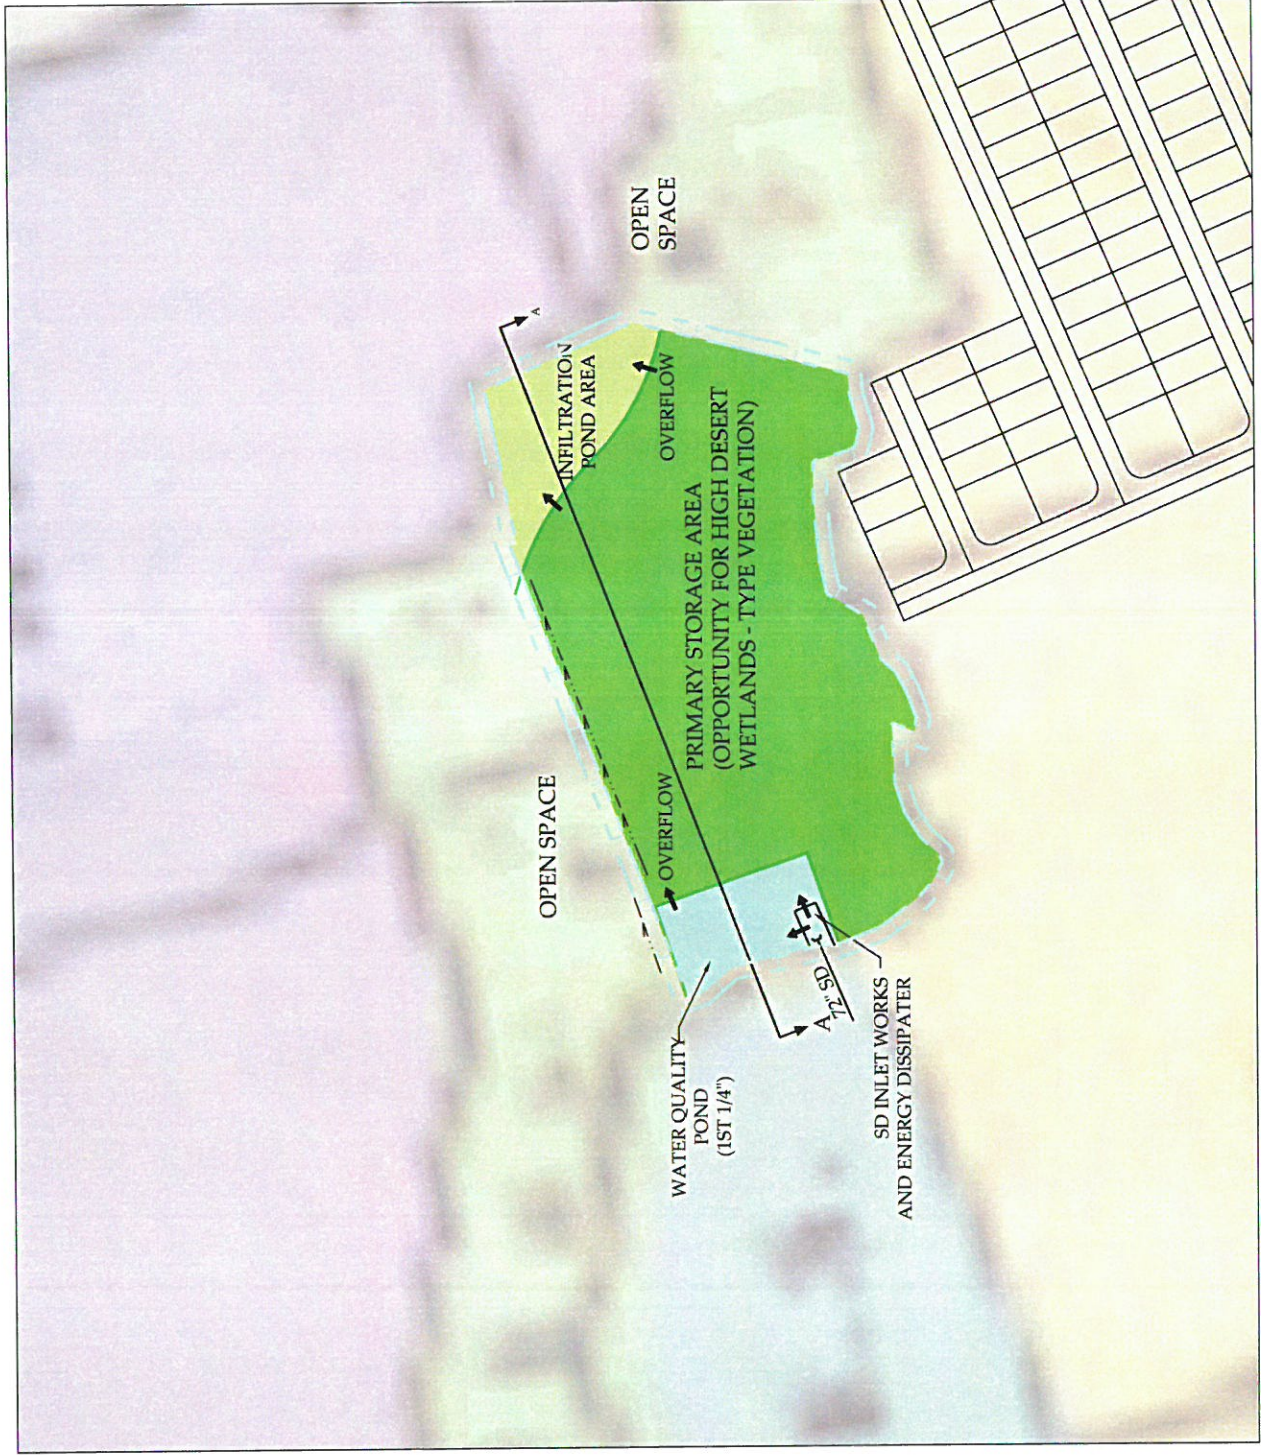 OPEN SPACE
OPEN
SPACE
INFILTRATION
POND AREA
OVERFLOW
OVERFLOW
PRIMARY STORAGE AREA
(OPPORTUNITY FOR HIGH DESERT
WETLANDS - TYPE VEGETATION)
WATER QUALITY
POND
(1ST 1/4")
A
A
72" SD
SD INLET WORKS
AND ENERGY DISSIPATER